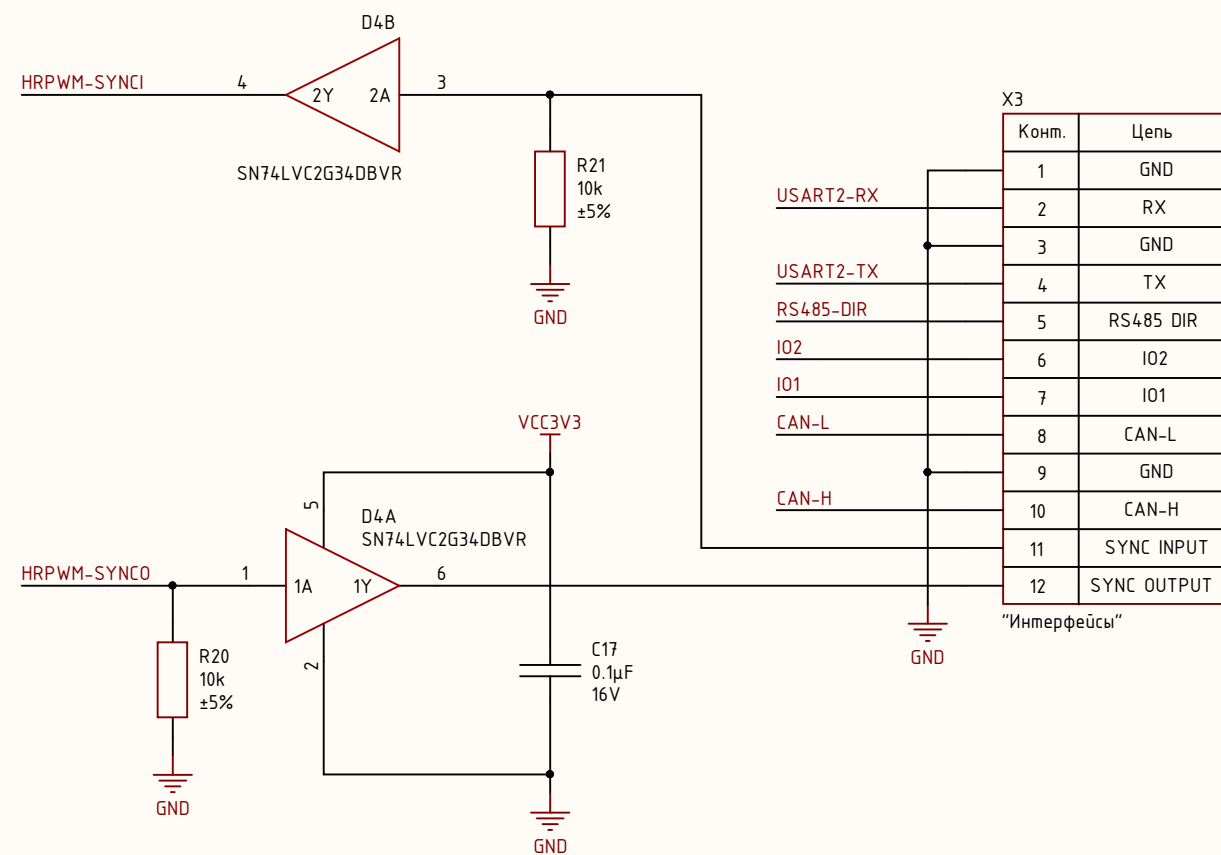 D4B
HRPWM-SYNCI
4
2Y
2A
3
SN74LVC2G34DBVR
R21
10k
±5%
GND
X3
Конт. Цепь
1 GND
USART2-RX
2 RX
3 GND
USART2-TX
4 TX
RS485-DIR
5 RS485 DIR
IO2
6 IO2
IO1
7 IO1
CAN-L
8 CAN-L
9 GND
CAN-H
10 CAN-H
11 SYNC INPUT
12 SYNC OUTPUT
"Интерфейсы"
GND
VCC3V3
5
D4A
SN74LVC2G34DBVR
HRPWM-SYNCO
1
1A
1Y
6
2
R20
10k
±5%
GND
C17
0.1µF
16V
GND